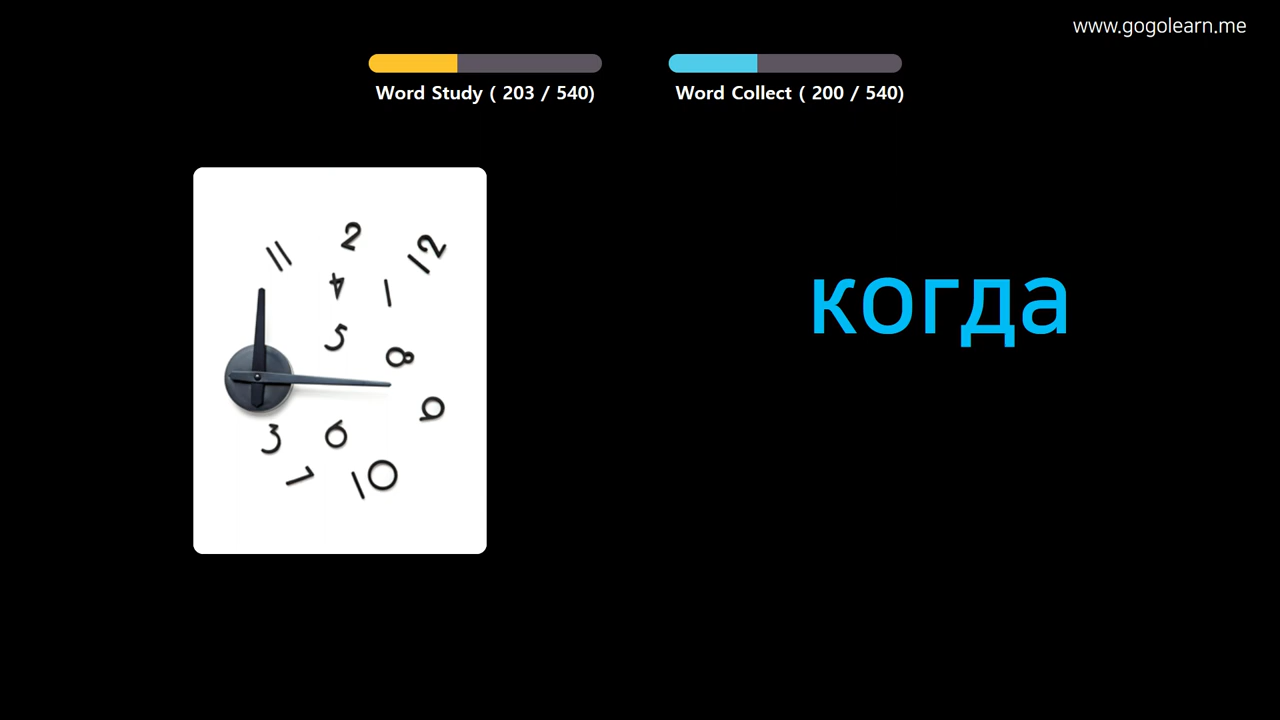 www.gogolearn.me
Word Study ( 203 / 540)
Word Collect ( 200 / 540)
11 2 12
4 1
5
8
когда
9
3 6
7 10